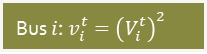 Bus i: v_i^t = (V_i^t)^2